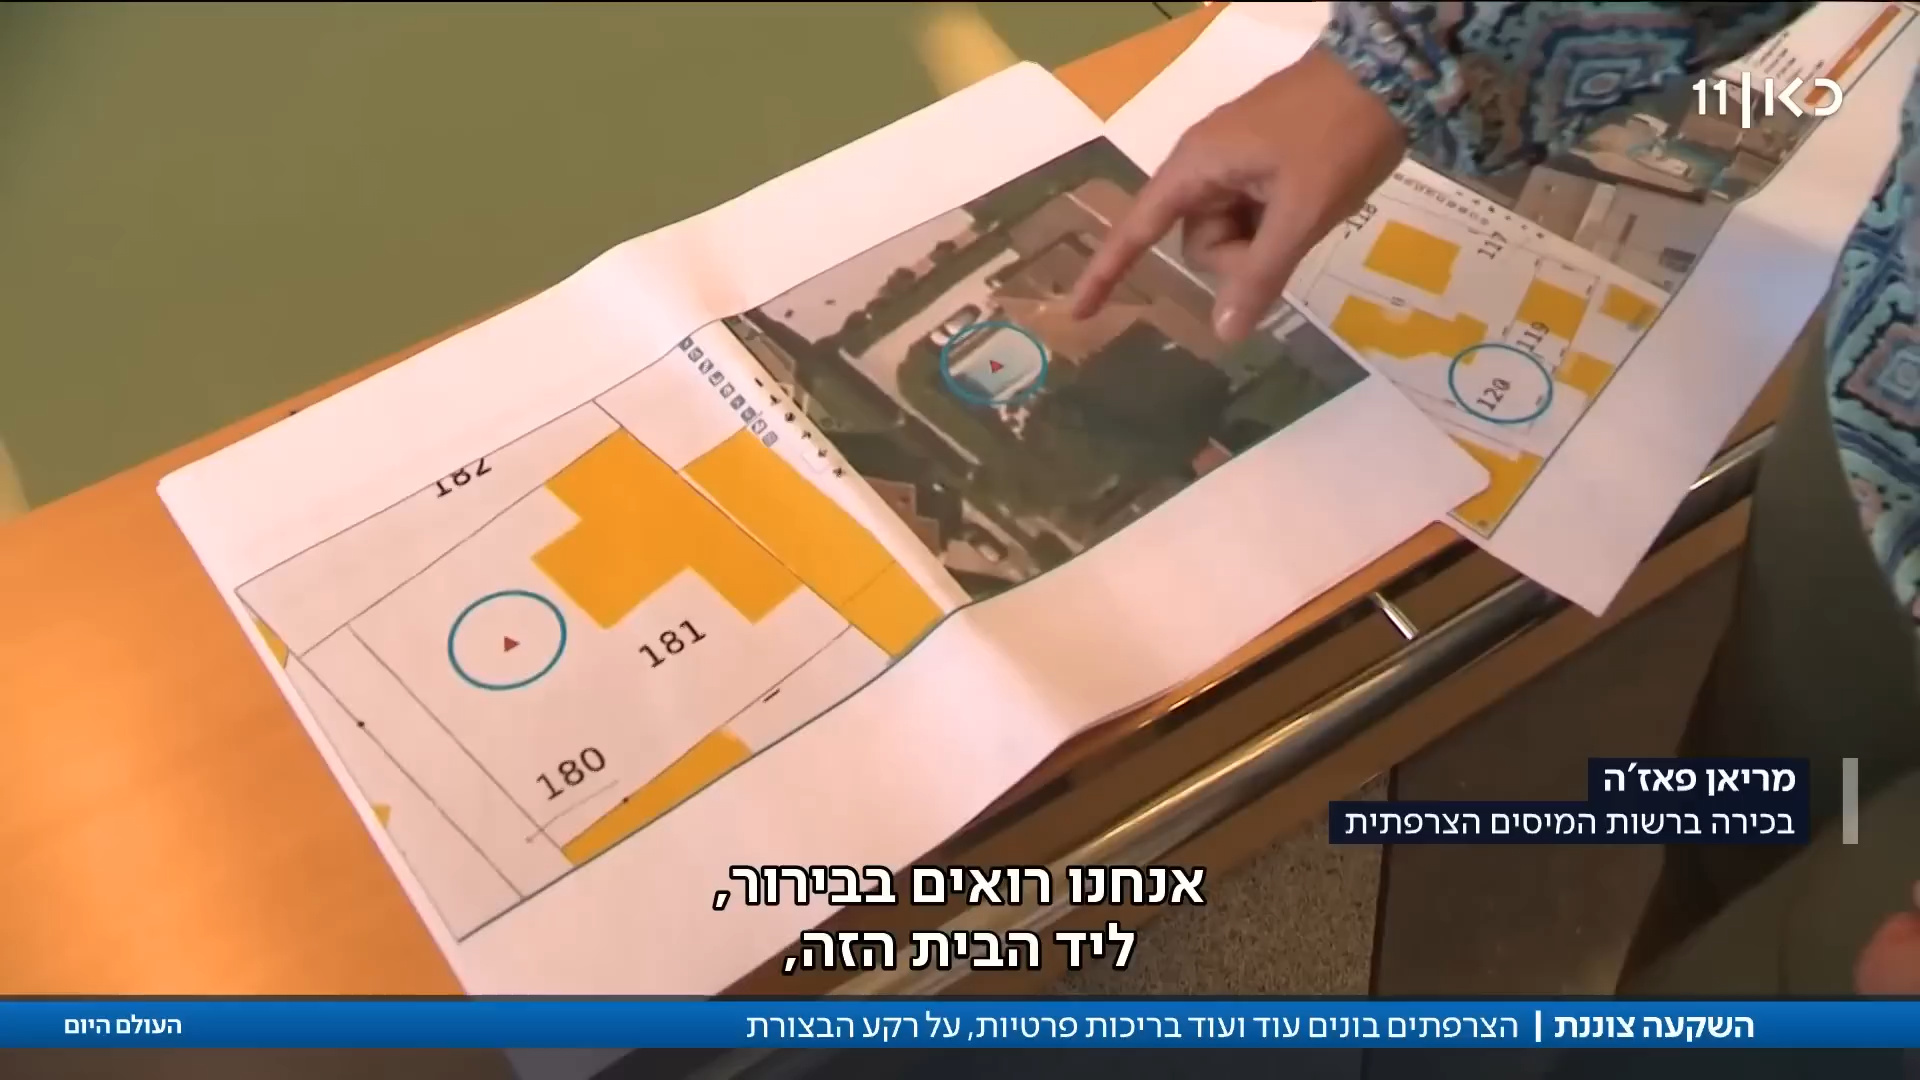 כאן 11
118
117
119
120
182
181
180
מריאן פאז'ה
בכירה ברשות המיסים הצרפתית
אנחנו רואים בבירור,
ליד הבית הזה,
השקעה צוננת | הצרפתים בונים עוד ועוד בריכות פרטיות, על רקע הבצורת
העולם היום